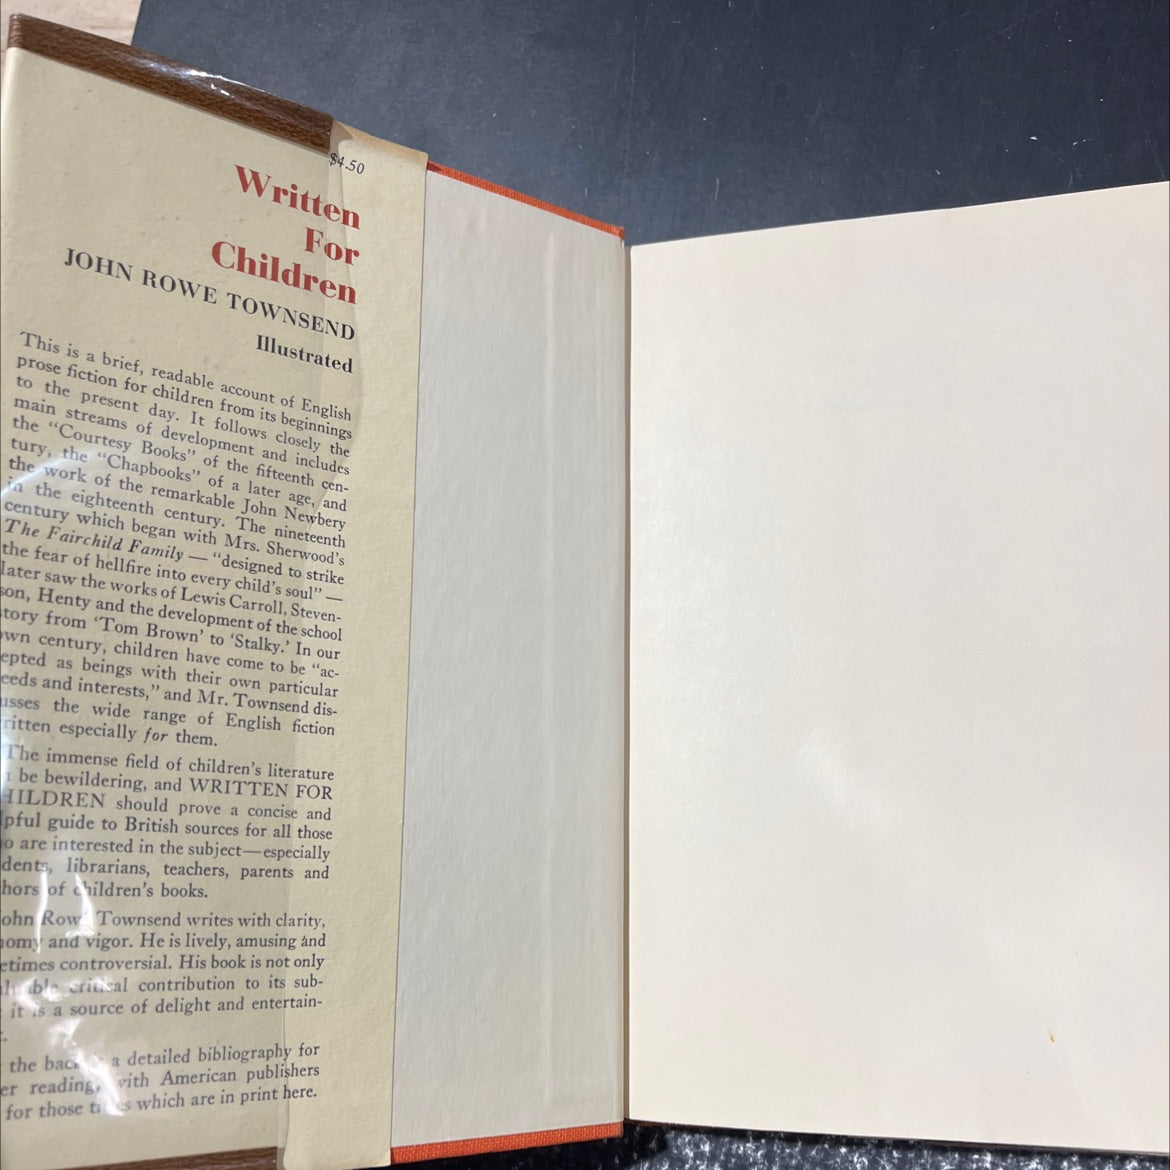 $4.50
Written
For
Children
JOHN ROWE TOWNSEND
Illustrated
This is a brief, readable account of English
prose fiction for children from its beginnings
to the present day. It follows closely the
main streams of development and includes
the “Courtesy Books” of the fifteenth cen-
tury, the “Chapbooks” of a later age, and
the work of the remarkable John Newbery
in the eighteenth century. The nineteenth
century which began with Mrs. Sherwood’s
The Fairchild Family — “designed to strike
the fear of hellfire into every child’s soul” —
later saw the works of Lewis Carroll, Steven-
son, Henty and the development of the school
story from ‘Tom Brown’ to ‘Stalky.’ In our
own century, children have come to be “ac-
epted as beings with their own particular
eeds and interests,” and Mr. Townsend dis-
usses the wide range of English fiction
ritten especially for them.
The immense field of children’s literature
be bewildering, and WRITTEN FOR
HILDREN should prove a concise and
lpful guide to British sources for all those
o are interested in the subject—especially
dents, librarians, teachers, parents and
hors of children’s books.
ohn Rowe Townsend writes with clarity,
nomy and vigor. He is lively, amusing and
etimes controversial. His book is not only
critical contribution to its sub-
it is a source of delight and entertain-
the back is a detailed bibliography for
er reading, with American publishers
for those titles which are in print here.